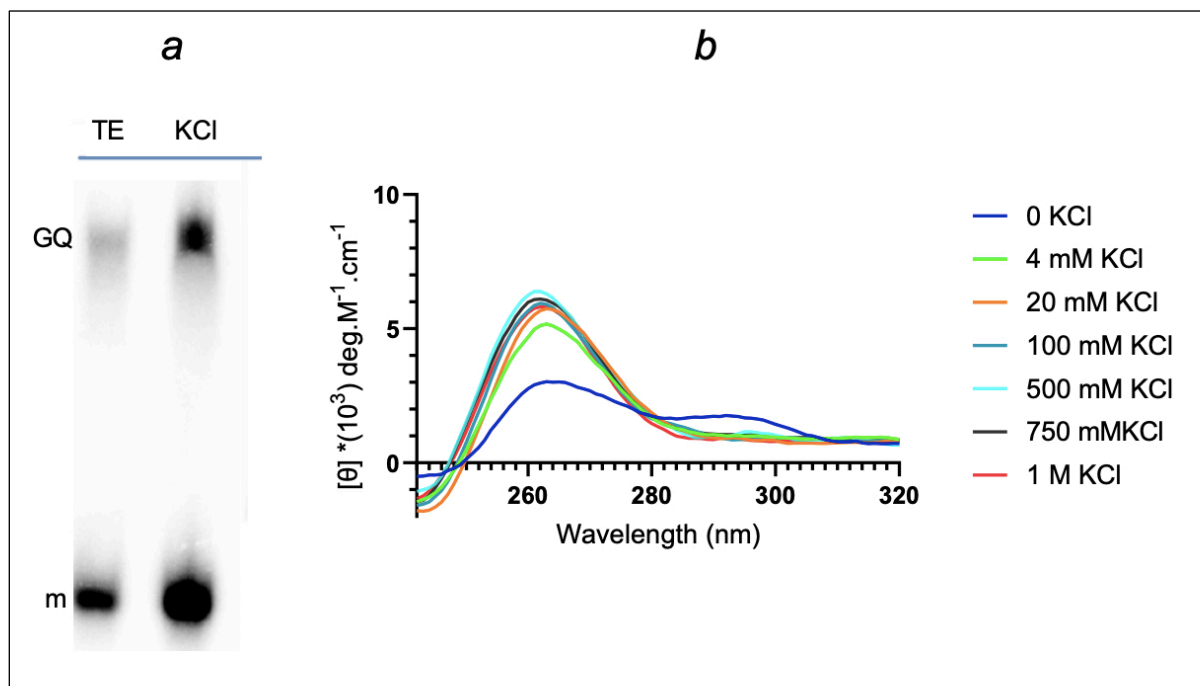 a
b
TE KCl
GQ
m
[θ] *(10³) deg.M⁻¹.cm⁻¹
10
5
0
260 280 300 320
Wavelength (nm)
0 KCl
4 mM KCl
20 mM KCl
100 mM KCl
500 mM KCl
750 mMKCl
1 M KCl